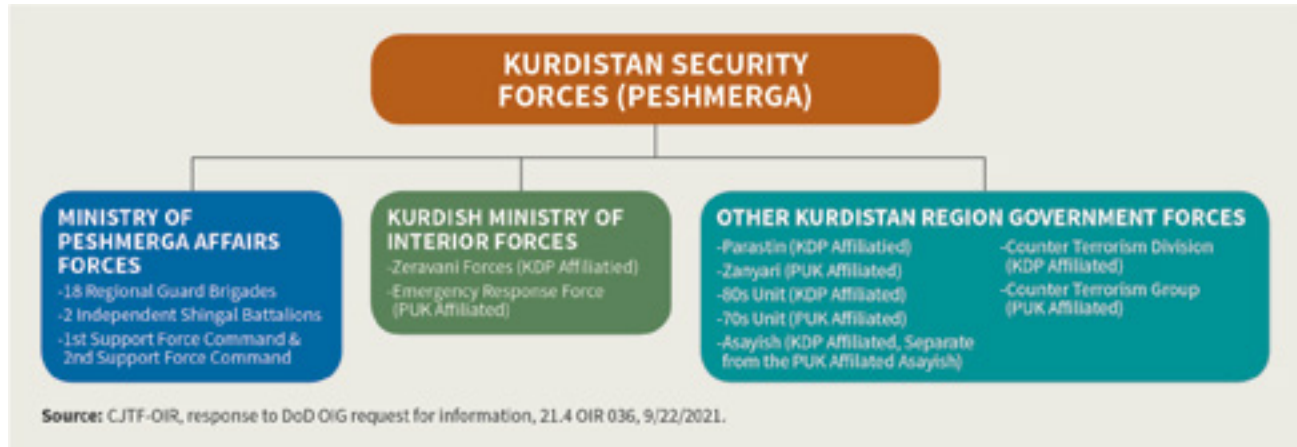 KURDISTAN SECURITY
FORCES (PESHMERGA)
MINISTRY OF
PESHMERGA AFFAIRS
FORCES
-18 Regional Guard Brigades
-2 Independent Shingal Battalions
-1st Support Force Command &
2nd Support Force Command
KURDISH MINISTRY OF
INTERIOR FORCES
-Zeravani Forces (KDP Affiliatied)
-Emergency Response Force
(PUK Affiliated)
OTHER KURDISTAN REGION GOVERNMENT FORCES
-Parastin (KDP Affiliatied)
-Zanyari (PUK Affiliated)
-80s Unit (KDP Affiliated)
-70s Unit (PUK Affiliated)
-Asayish (KDP Affiliated, Separate
from the PUK Affilated Asayish)
-Counter Terrorism Division
(KDP Affiliated)
-Counter Terrorism Group
(PUK Affiliated)
Source: CJTF-OIR, response to DoD OIG request for information, 21.4 OIR 036, 9/22/2021.